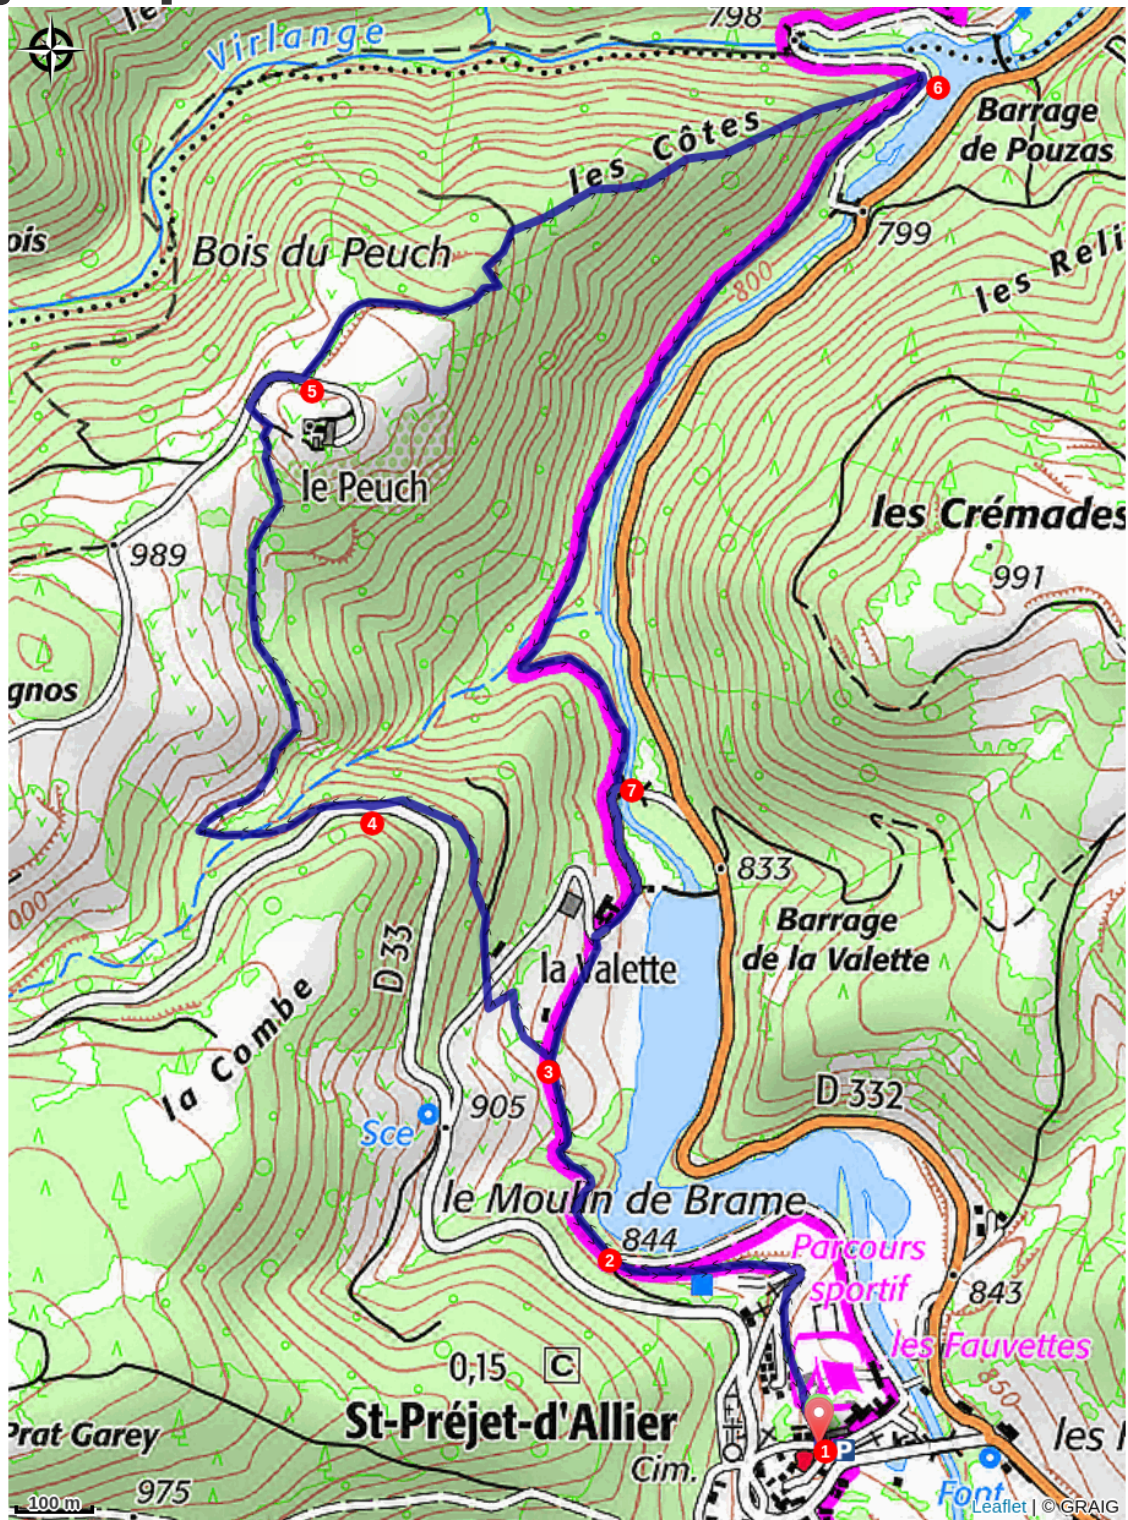 798
Virlange
6
Barrage
de Pouzas
les Côtes
799
ois
Bois du Peuch
les Reli
800
5
le Peuch
989
les Crémades
991
gnos
7
4
833
000
D 33
Barrage
de la Valette
la Valette
la Combe
3
905
D 332
Sce
le Moulin de Brame
844
2
Parcours
sportif
843
les Fauvettes
0,15 C
850
St-Préjet-d'Allier
Prat Garey
les
1 P
Cim.
975
Font
100 m
Leaflet | © GRAIG